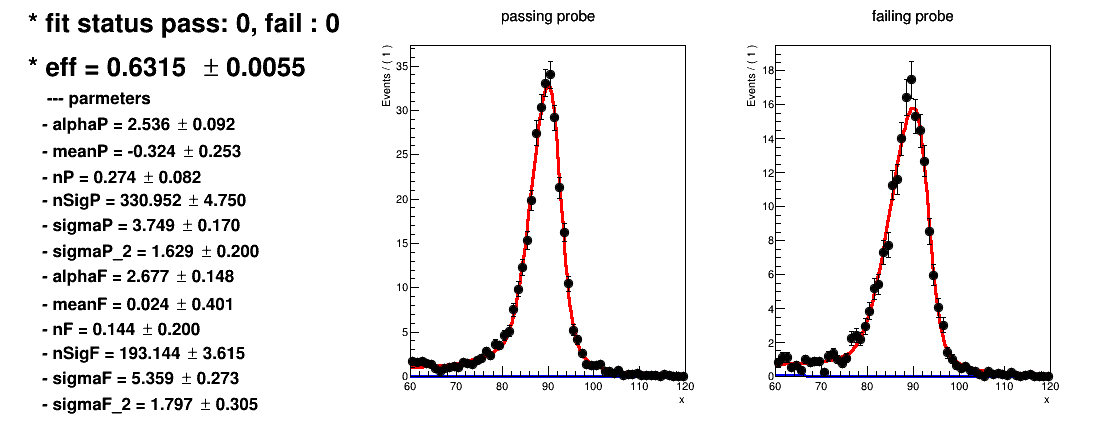 * fit status pass: 0, fail : 0
* eff = 0.6315 ± 0.0055
--- parmeters
- alphaP = 2.536 ± 0.092
- meanP = -0.324 ± 0.253
- nP = 0.274 ± 0.082
- nSigP = 330.952 ± 4.750
- sigmaP = 3.749 ± 0.170
- sigmaP_2 = 1.629 ± 0.200
- alphaF = 2.677 ± 0.148
- meanF = 0.024 ± 0.401
- nF = 0.144 ± 0.200
- nSigF = 193.144 ± 3.615
- sigmaF = 5.359 ± 0.273
- sigmaF_2 = 1.797 ± 0.305
passing probe
Events / ( 1 )
35
30
25
20
15
10
5
0
60 70 80 90 100 110 120
x
failing probe
Events / ( 1 )
18
16
14
12
10
8
6
4
2
0
60 70 80 90 100 110 120
x